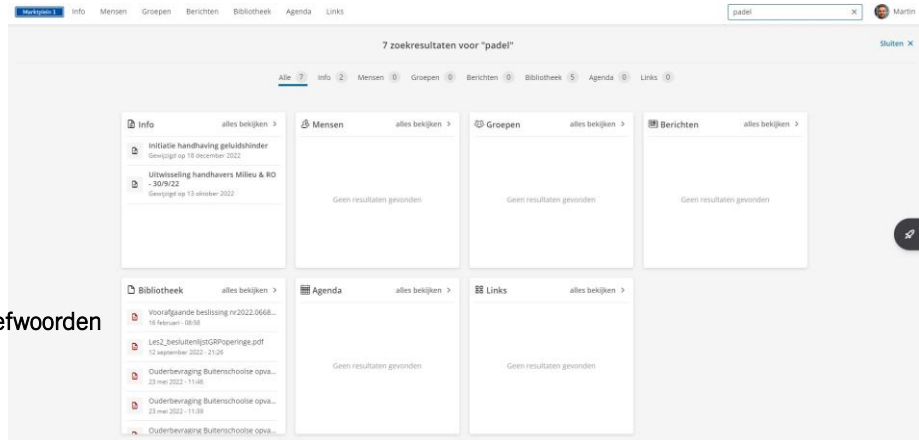 Marktplein 1 Info Mensen Groepen Berichten Bibliotheek Agenda Links padel × Martin
7 zoekresultaten voor "padel" Sluiten ×
Alle 7 Info 2 Mensen 0 Groepen 0 Berichten 0 Bibliotheek 5 Agenda 0 Links 0
Info alles bekijken >
Initiatie handhaving geluidshinder
Gewijzigd op 18 december 2022
Uitwisseling handhavers Milieu & RO
- 30/9/22
Gewijzigd op 13 oktober 2022
Mensen alles bekijken >
Geen resultaten gevonden
Groepen alles bekijken >
Geen resultaten gevonden
Berichten alles bekijken >
Geen resultaten gevonden
efwoorden
Bibliotheek alles bekijken >
Voorafgaande beslissing nr2022.0668...
16 februari - 08:58
Les2_besluitenlijstGRPoperinge.pdf
12 september 2022 - 21:26
Ouderbevraging Buitenschoolse opva...
23 mei 2022 - 11:46
Ouderbevraging Buitenschoolse opva...
23 mei 2022 - 11:39
Ouderbevraging Buitenschoolse opva...
Agenda alles bekijken >
Geen resultaten gevonden
Links alles bekijken >
Geen resultaten gevonden